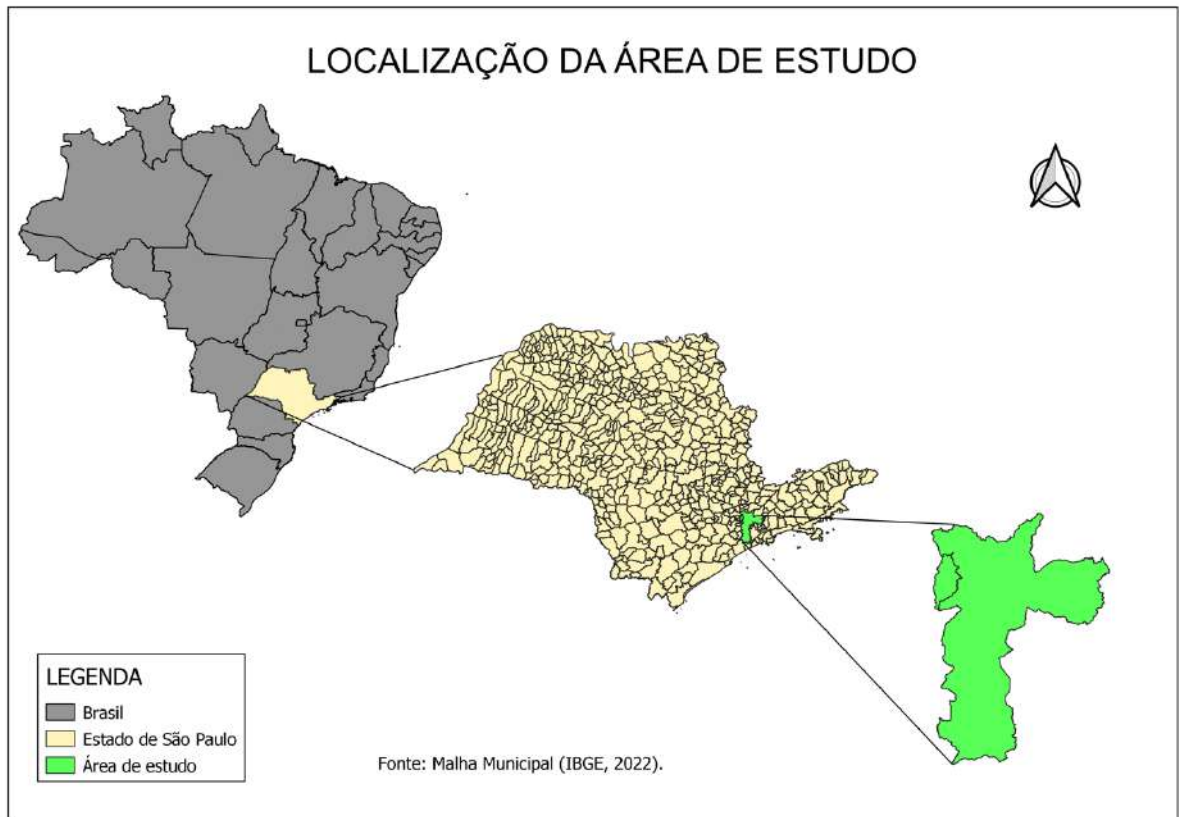 LOCALIZAÇÃO DA ÁREA DE ESTUDO
LEGENDA
Brasil
Estado de São Paulo
Área de estudo
Fonte: Malha Municipal (IBGE, 2022).